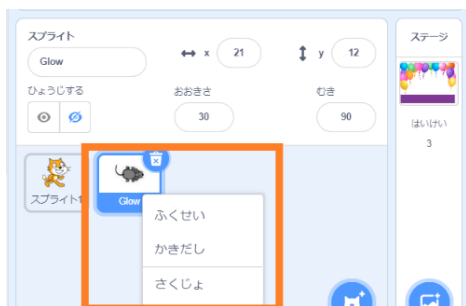 スプライト
Glow
x 21
y 12
ひょうじする
おおきさ
むき
30
90
スプライト1
Glow
ふくせい
かきだし
さくじょ
ステージ
はいけい
3